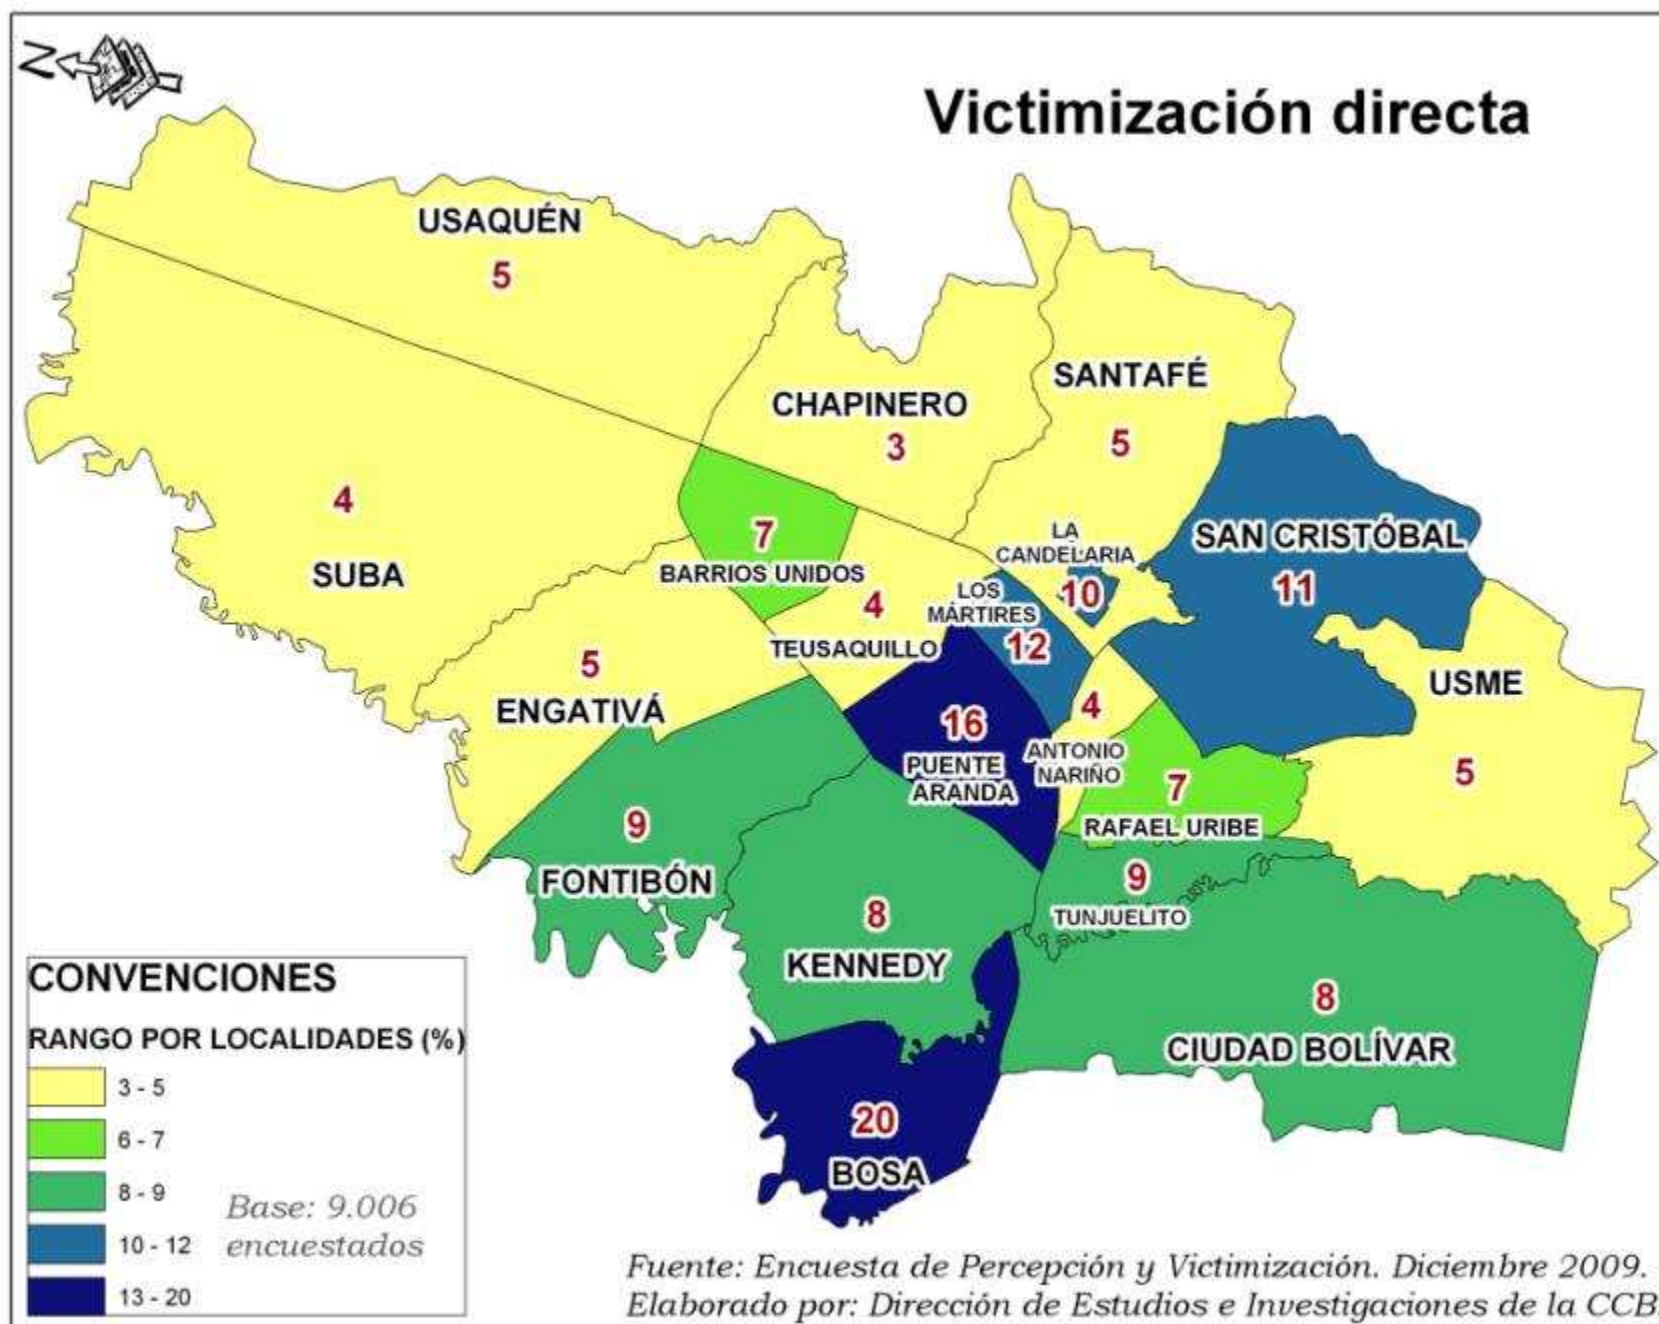 N
Victimización directa
USAQUÉN
5
CHAPINERO
3
SANTAFÉ
5
4
SUBA
7
BARRIOS UNIDOS
LA
CANDELARIA
10
SAN CRISTÓBAL
11
4
TEUSAQUILLO
LOS
MÁRTIRES
12
5
ENGATIVÁ
USME
5
16
PUENTE
ARANDA
4
ANTONIO
NARIÑO
7
RAFAEL URIBE
9
FONTIBÓN
8
KENNEDY
9
TUNJUELITO
8
CIUDAD BOLÍVAR
20
BOSA
CONVENCIONES
RANGO POR LOCALIDADES (%)
3 - 5
6 - 7
8 - 9
10 - 12
13 - 20
Base: 9.006
encuestados
Fuente: Encuesta de Percepción y Victimización. Diciembre 2009.
Elaborado por: Dirección de Estudios e Investigaciones de la CCB.